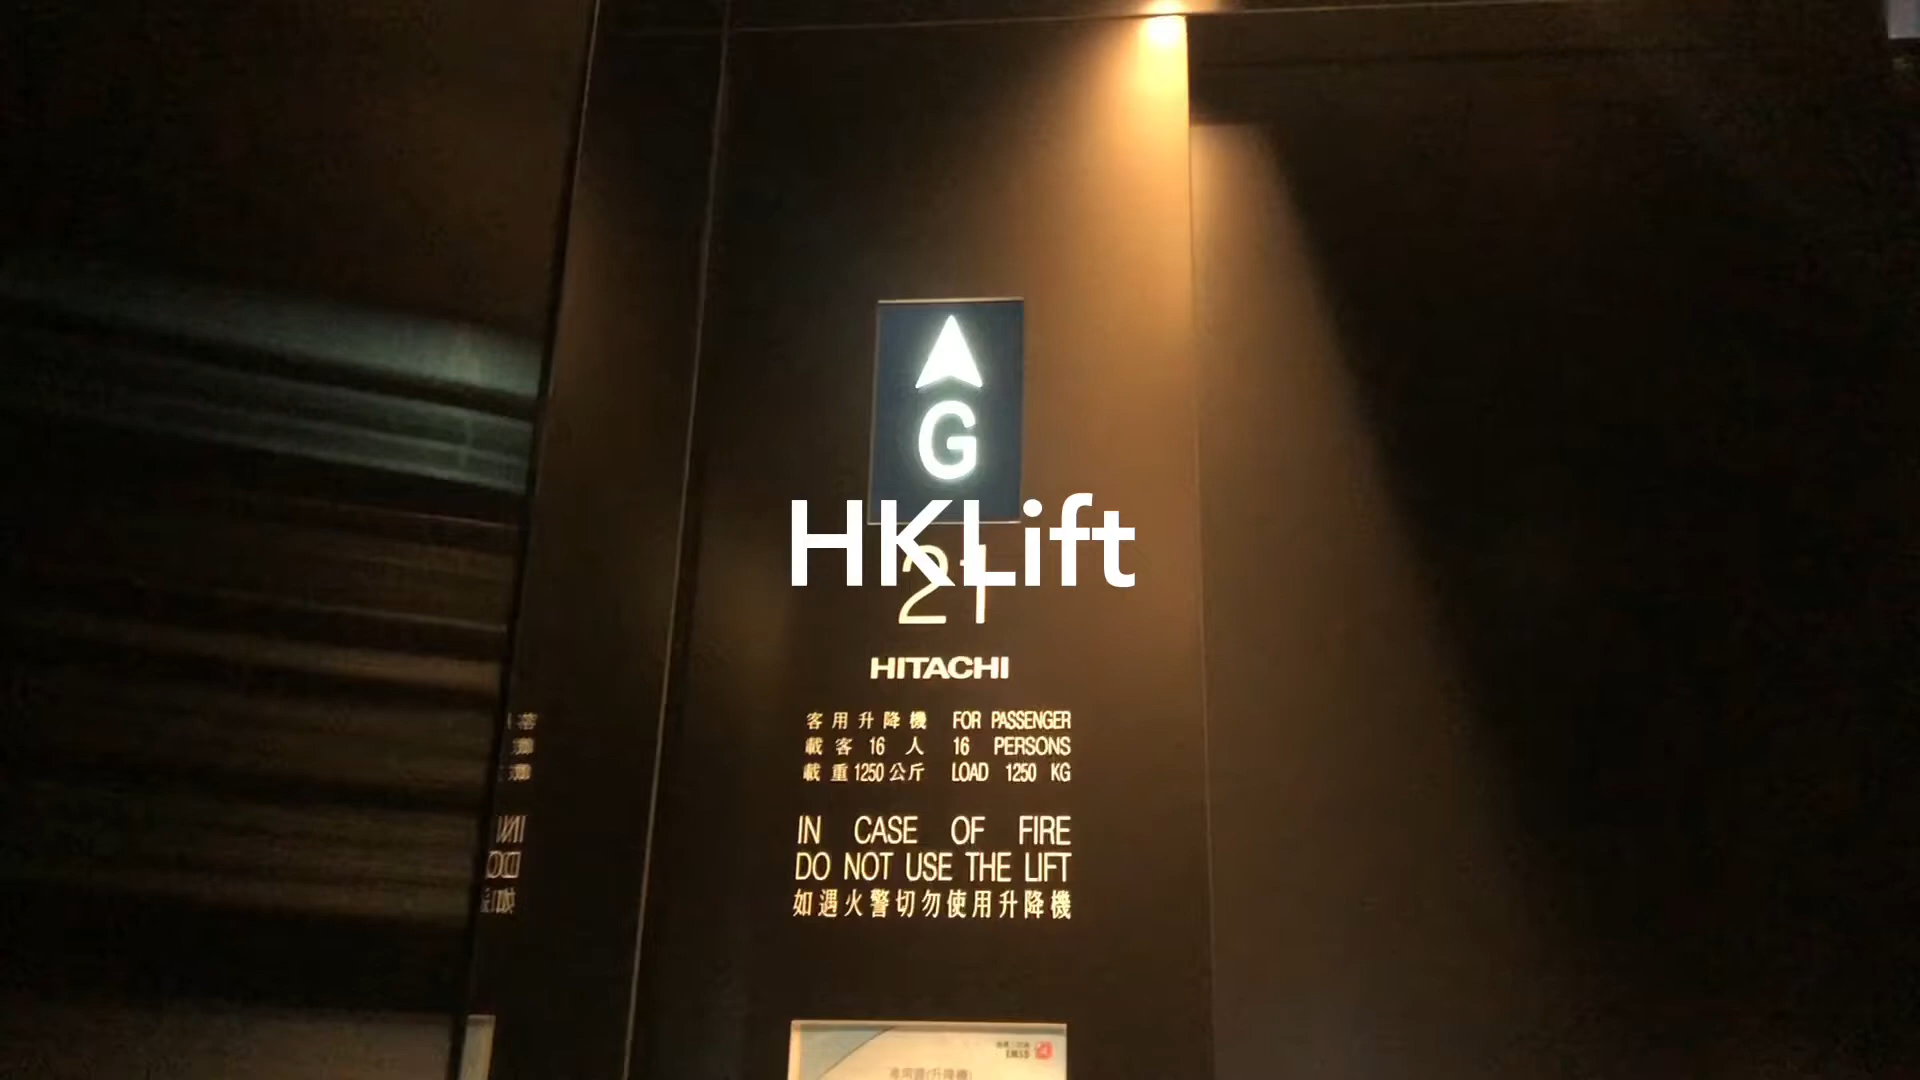 G
HKLift
21
HITACHI
客用升降機 FOR PASSENGER
載客 16 人 16 PERSONS
載重1250公斤 LOAD 1250 KG
IN CASE OF FIRE
DO NOT USE THE LIFT
如遇火警切勿使用升降機
EMSD